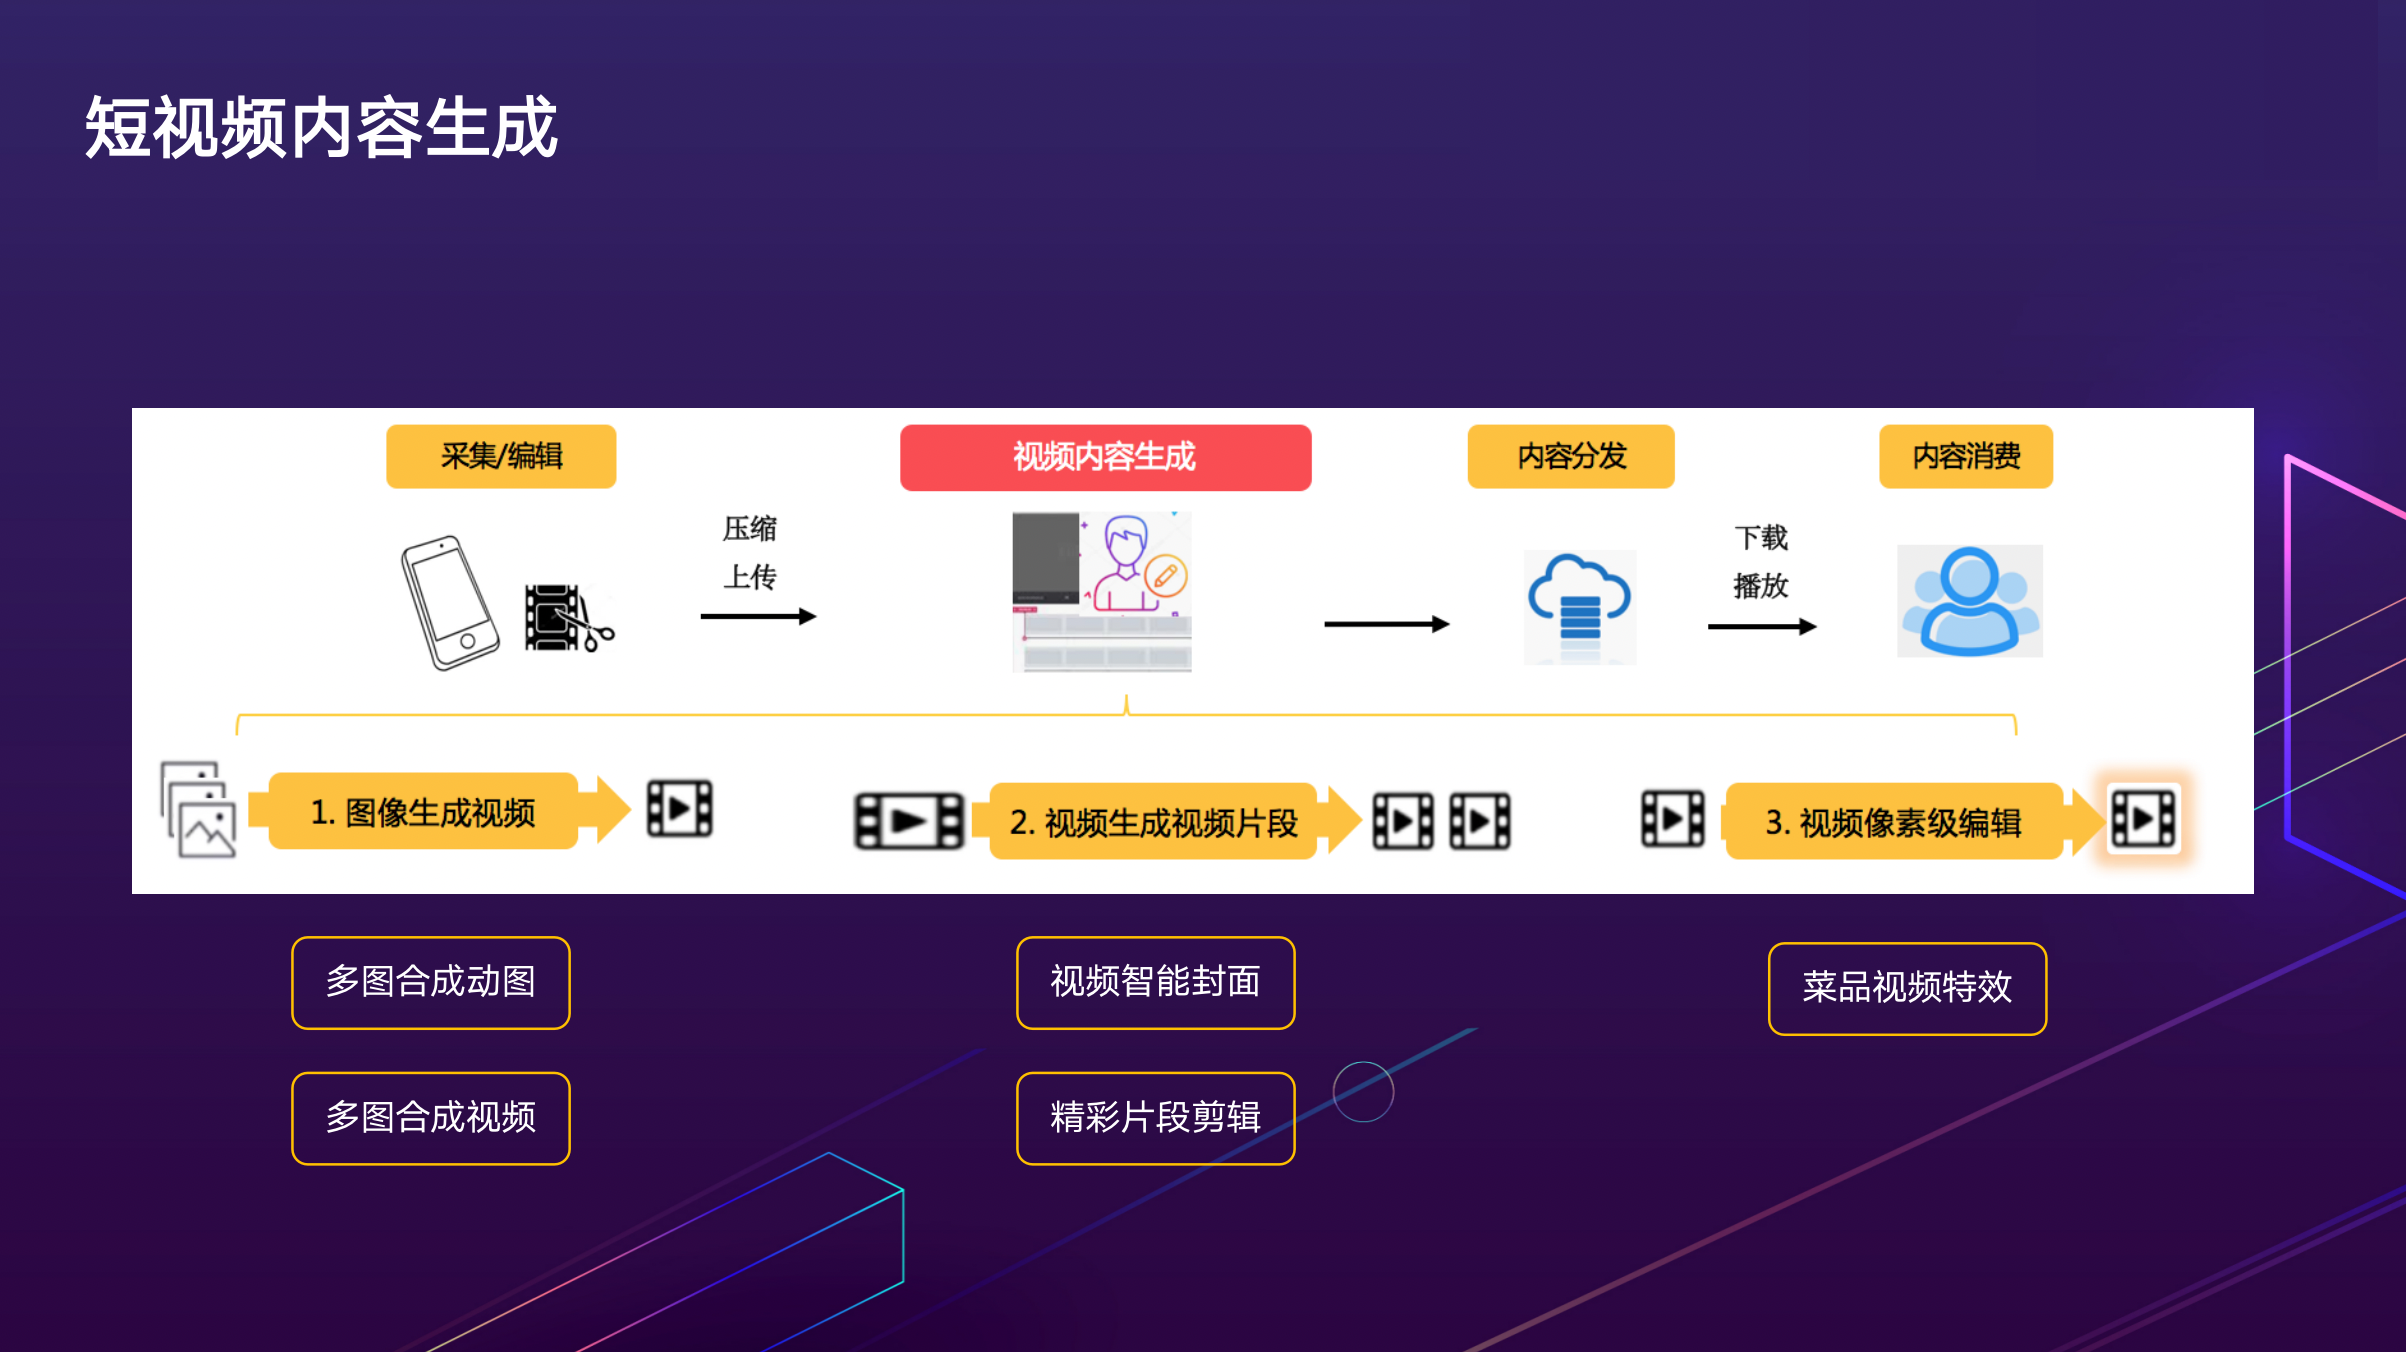 短视频内容生成
采集/编辑
视频内容生成
内容分发
内容消费
压缩
上传
下载
播放
1. 图像生成视频
2. 视频生成视频片段
3. 视频像素级编辑
多图合成动图
视频智能封面
菜品视频特效
多图合成视频
精彩片段剪辑